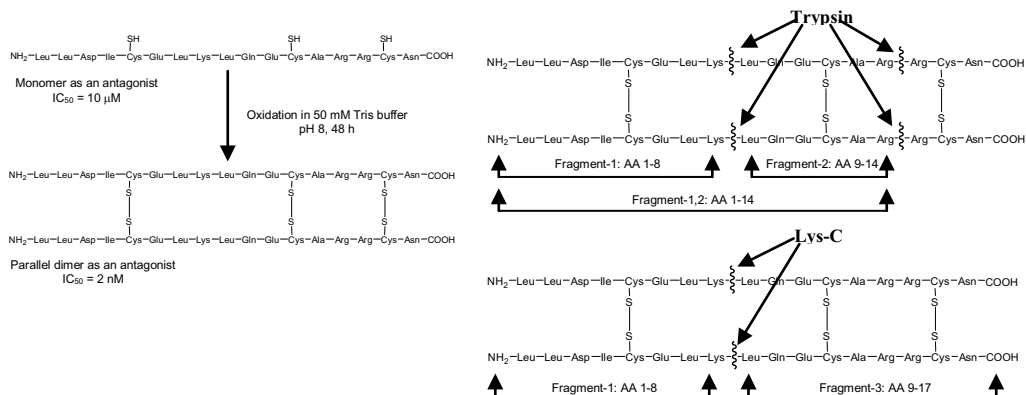 SH SH SH
NH₂–Leu–Leu–Asp–Ile–Cys–Glu–Leu–Lys–Leu–Gln–Glu–Cys–Ala–Arg–Arg–Cys–Asn–COOH
Monomer as an antagonist
IC₅₀ = 10 μM
Oxidation in 50 mM Tris buffer
pH 8, 48 h
NH₂–Leu–Leu–Asp–Ile–Cys–Glu–Leu–Lys–Leu–Gln–Glu–Cys–Ala–Arg–Arg–Cys–Asn–COOH
S S S
S S S
NH₂–Leu–Leu–Asp–Ile–Cys–Glu–Leu–Lys–Leu–Gln–Glu–Cys–Ala–Arg–Arg–Cys–Asn–COOH
Parallel dimer as an antagonist
IC₅₀ = 2 nM
Trypsin
NH₂–Leu–Leu–Asp–Ile–Cys–Glu–Leu–Lys–Leu–Gln–Glu–Cys–Ala–Arg–Arg–Cys–Asn–COOH
S S S
S S S
NH₂–Leu–Leu–Asp–Ile–Cys–Glu–Leu–Lys–Leu–Gln–Glu–Cys–Ala–Arg–Arg–Cys–Asn–COOH
Fragment-1: AA 1-8 Fragment-2: AA 9-14
Fragment-1,2: AA 1-14
Lys-C
NH₂–Leu–Leu–Asp–Ile–Cys–Glu–Leu–Lys–Leu–Gln–Glu–Cys–Ala–Arg–Arg–Cys–Asn–COOH
S S S
S S S
NH₂–Leu–Leu–Asp–Ile–Cys–Glu–Leu–Lys–Leu–Gln–Glu–Cys–Ala–Arg–Arg–Cys–Asn–COOH
Fragment-1: AA 1-8 Fragment-3: AA 9-17